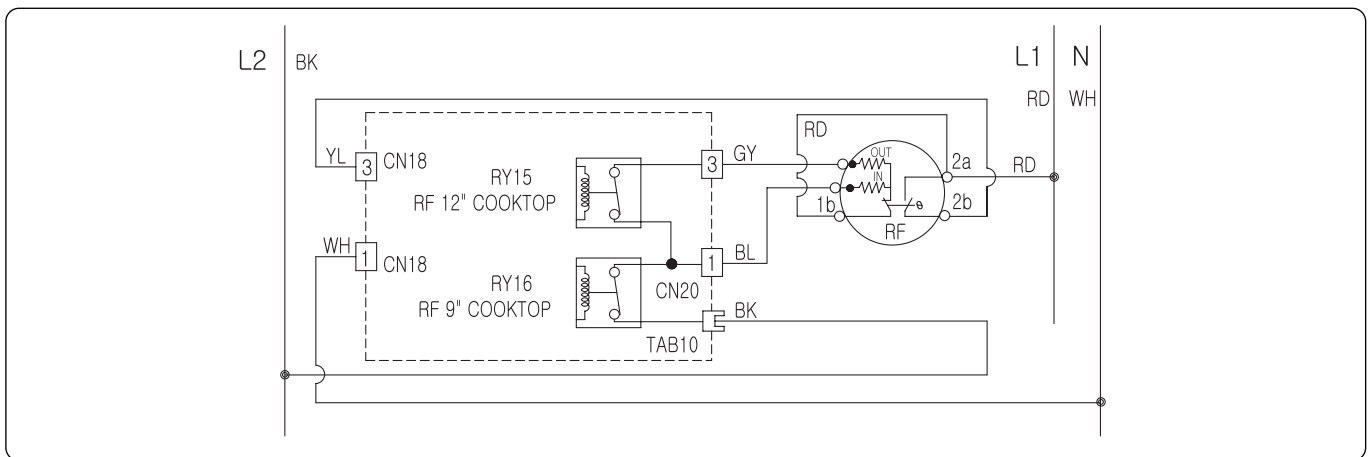 L2 BK L1 N
RD WH
RD
YL 3 CN18 3 GY OUT 2a RD
RY15 IN
RF 12" COOKTOP
1b 2b
θ
RF
WH 1 CN18 1 BL
RY16 CN20
RF 9" COOKTOP
BK
TAB10